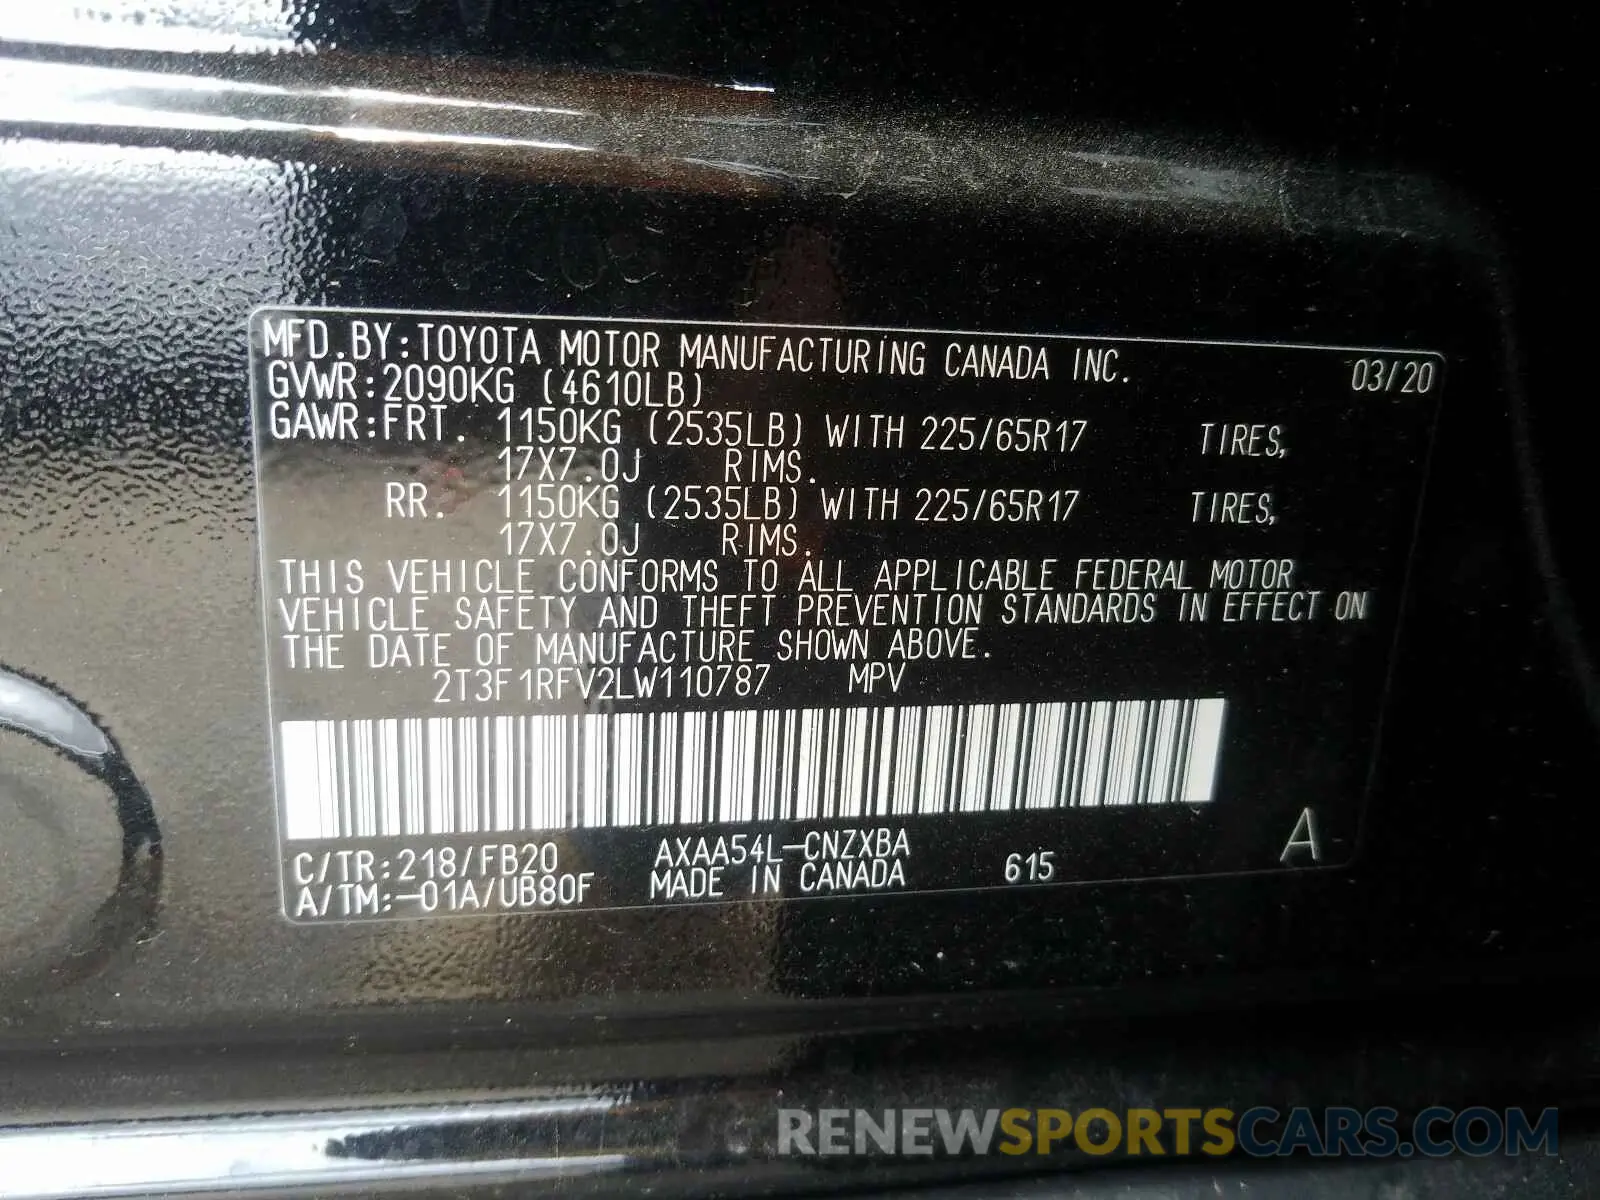 MFD.BY:TOYOTA MOTOR MANUFACTURING CANADA INC. 03/20
GVWR:2090KG (4610LB)
GAWR:FRT. 1150KG (2535LB) WITH 225/65R17 TIRES,
17X7.0J RIMS.
RR. 1150KG (2535LB) WITH 225/65R17 TIRES,
17X7.0J RIMS.
THIS VEHICLE CONFORMS TO ALL APPLICABLE FEDERAL MOTOR
VEHICLE SAFETY AND THEFT PREVENTION STANDARDS IN EFFECT ON
THE DATE OF MANUFACTURE SHOWN ABOVE.
2T3F1RFV2LW110787 MPV
C/TR:218/FB20 AXAA54L-CNZXBA 615 A
A/TM:-01A/UB80F MADE IN CANADA
RENEWSPORTSCARS.COM